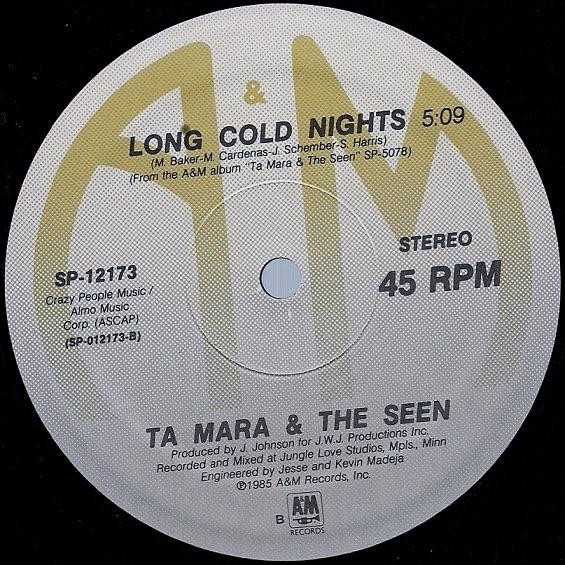 A & M
LONG COLD NIGHTS 5:09
(M. Baker-M. Cardenas-J. Schember-S. Harris)
(From the A&M album "Ta Mara & The Seen" SP-5078)
STEREO
45 RPM
SP-12173
Crazy People Music /
Almo Music
Corp. (ASCAP)
(SP-012173-B)
TA MARA & THE SEEN
Produced by J. Johnson for J.W.J. Productions Inc.
Recorded and Mixed at Jungle Love Studios, Mpls., Minn
Engineered by Jesse and Kevin Madeja
℗1985 A&M Records, Inc.
B
A&M
RECORDS